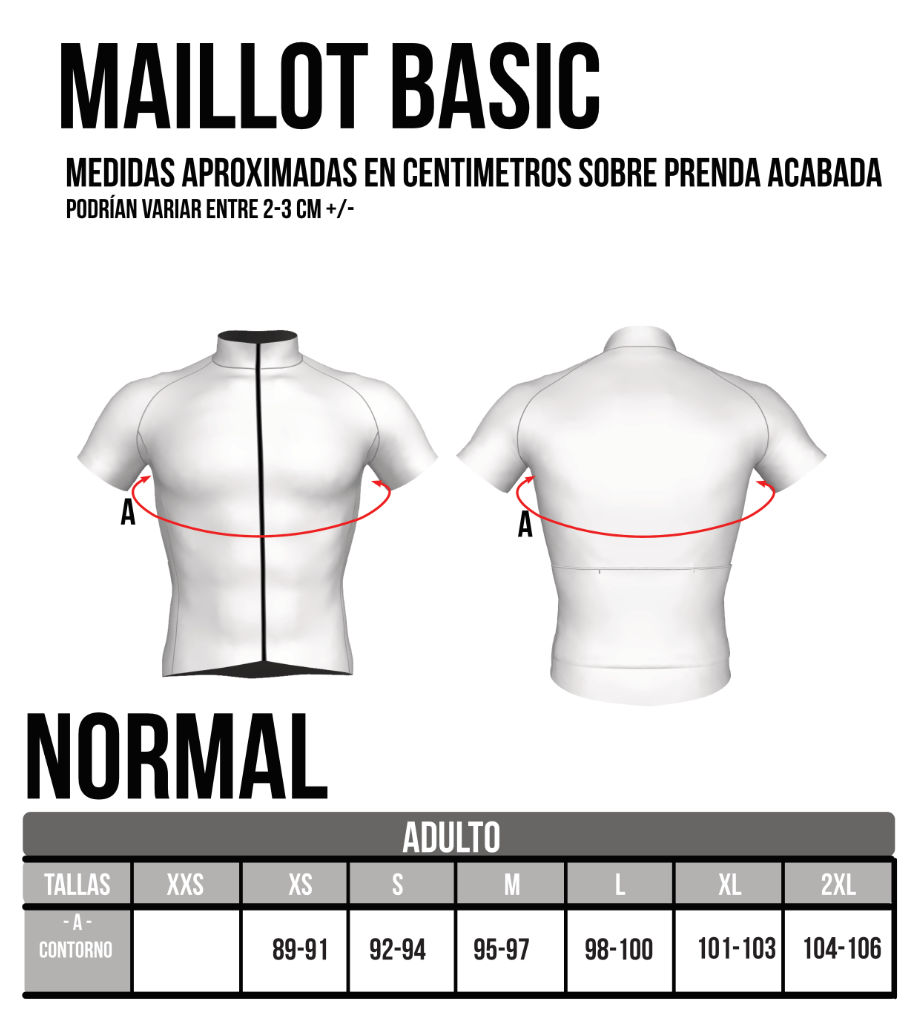 MAILLOT BASIC
MEDIDAS APROXIMADAS EN CENTIMETROS SOBRE PRENDA ACABADA
PODRÍAN VARIAR ENTRE 2-3 CM +/-
A
A
NORMAL
ADULTO
TALLAS XXS XS S M L XL 2XL
- A -
CONTORNO 89-91 92-94 95-97 98-100 101-103 104-106